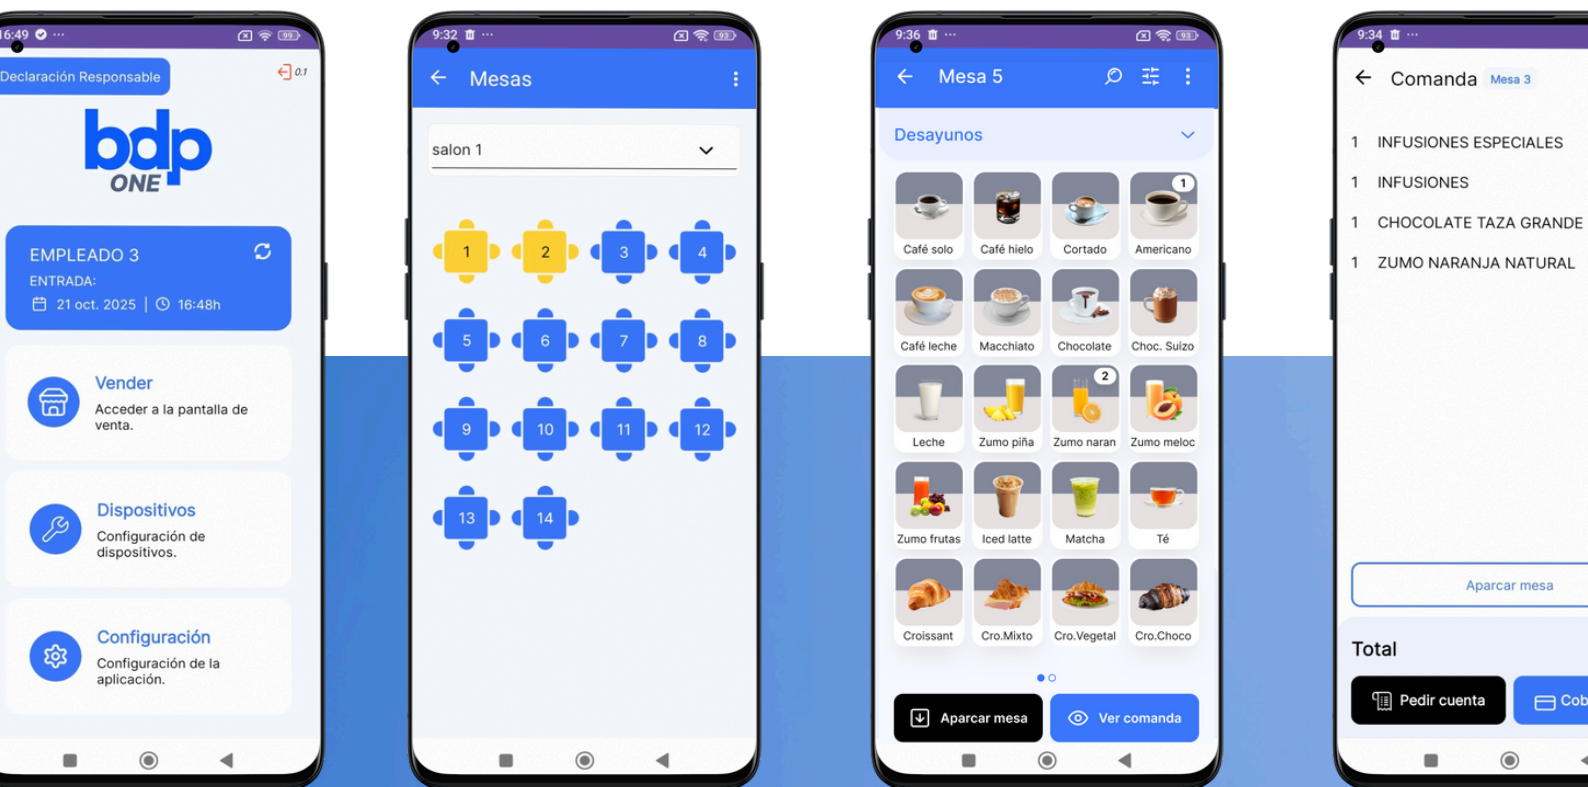 16:49
99
Declaración Responsable
0.1
bdp
ONE
EMPLEADO 3
ENTRADA:
21 oct. 2025 | 16:48h
Vender
Acceder a la pantalla de
venta.
Dispositivos
Configuración de
dispositivos.
Configuración
Configuración de la
aplicación.
9:32
93
Mesas
salon 1
1 2 3 4
5 6 7 8
9 10 11 12
13 14
9:36
93
Mesa 5
Desayunos
1
Café solo Café hielo Cortado Americano
Café leche Macchiato Chocolate Choc. Suizo
2
Leche Zumo piña Zumo naran Zumo meloc
Zumo frutas Iced latte Matcha Té
Croissant Cro.Mixto Cro.Vegetal Cro.Choco
Aparcar mesa Ver comanda
9:34
Comanda Mesa 3
1 INFUSIONES ESPECIALES
1 INFUSIONES
1 CHOCOLATE TAZA GRANDE
1 ZUMO NARANJA NATURAL
Aparcar mesa
Total
Pedir cuenta Cob